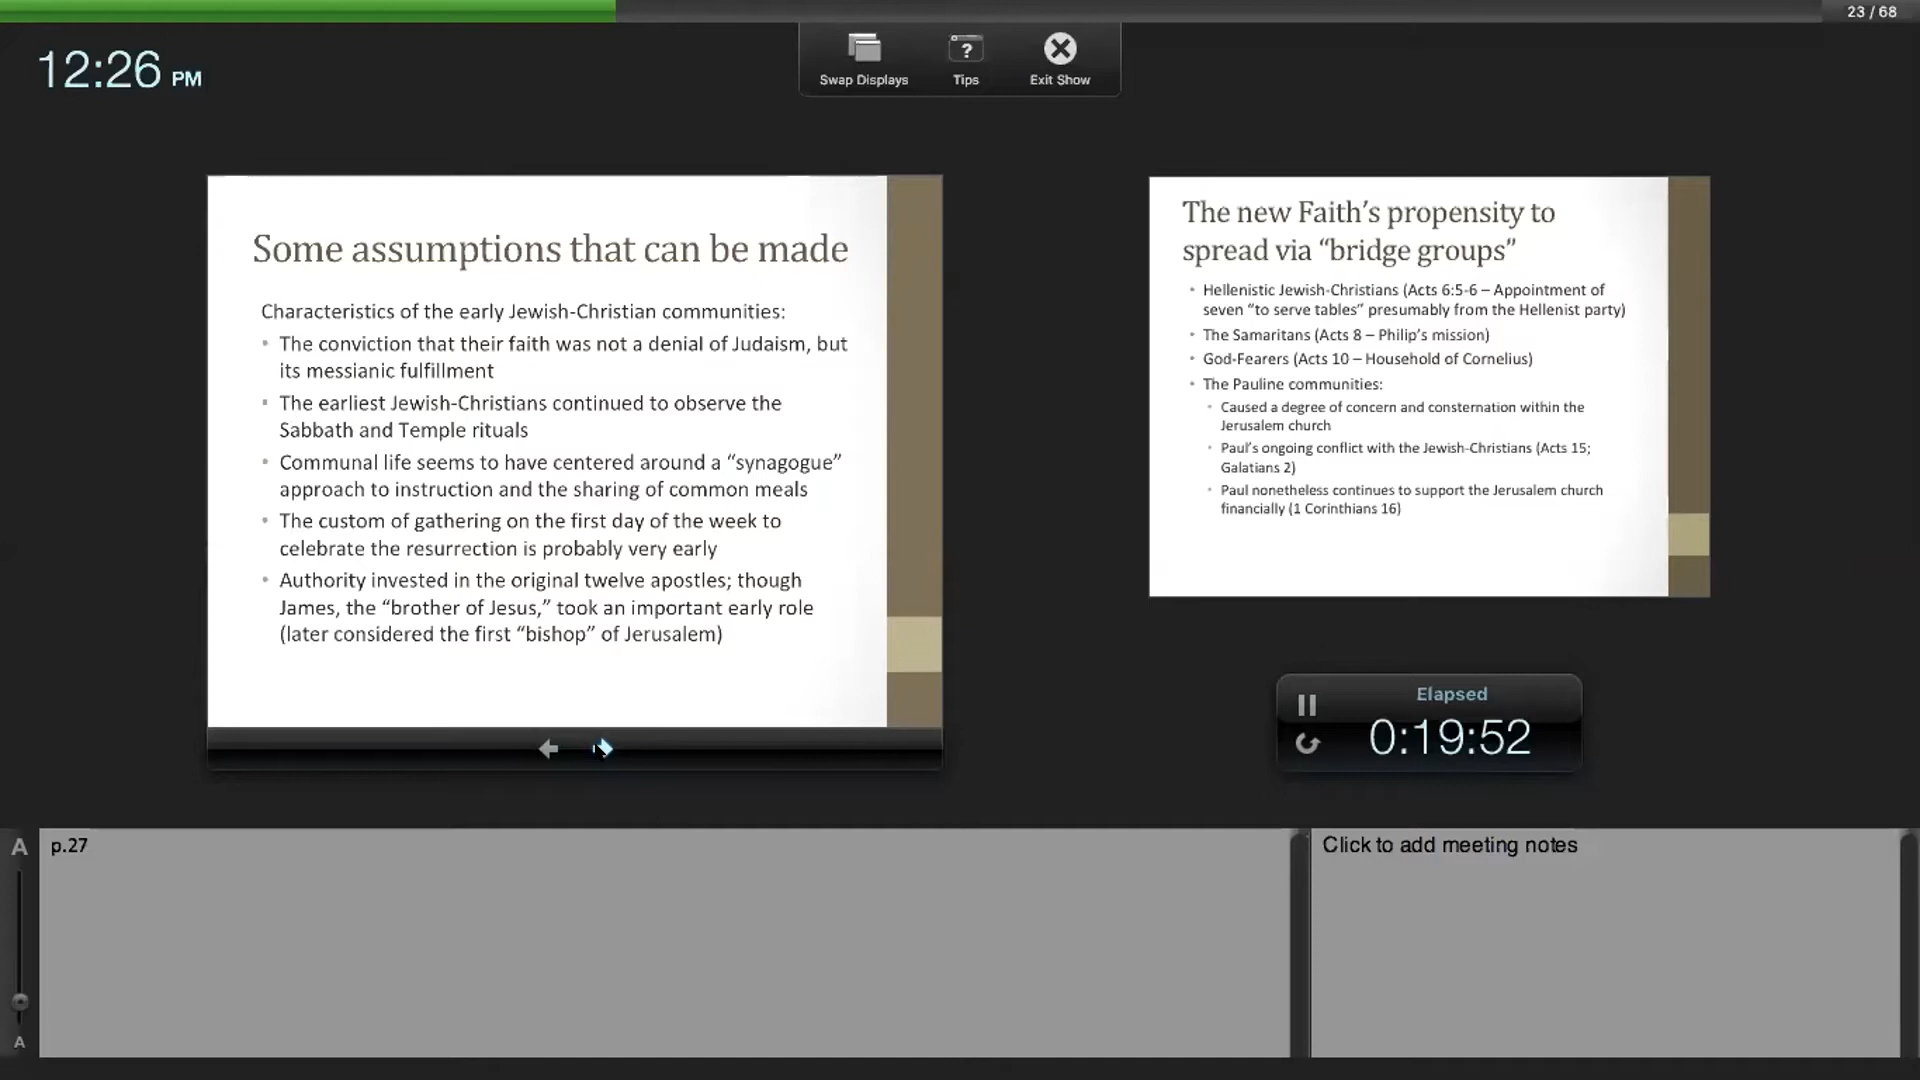 23 / 68
12:26 PM
Swap Displays
Tips
Exit Show
Some assumptions that can be made
Characteristics of the early Jewish-Christian communities:
• The conviction that their faith was not a denial of Judaism, but
its messianic fulfillment
• The earliest Jewish-Christians continued to observe the
Sabbath and Temple rituals
• Communal life seems to have centered around a “synagogue”
approach to instruction and the sharing of common meals
• The custom of gathering on the first day of the week to
celebrate the resurrection is probably very early
• Authority invested in the original twelve apostles; though
James, the “brother of Jesus,” took an important early role
(later considered the first “bishop” of Jerusalem)
The new Faith’s propensity to
spread via “bridge groups”
• Hellenistic Jewish-Christians (Acts 6:5-6 – Appointment of
seven “to serve tables” presumably from the Hellenist party)
• The Samaritans (Acts 8 – Philip’s mission)
• God-Fearers (Acts 10 – Household of Cornelius)
• The Pauline communities:
• Caused a degree of concern and consternation within the
Jerusalem church
• Paul’s ongoing conflict with the Jewish-Christians (Acts 15;
Galatians 2)
• Paul nonetheless continues to support the Jerusalem church
financially (1 Corinthians 16)
Elapsed
0:19:52
A
p.27
Click to add meeting notes
A